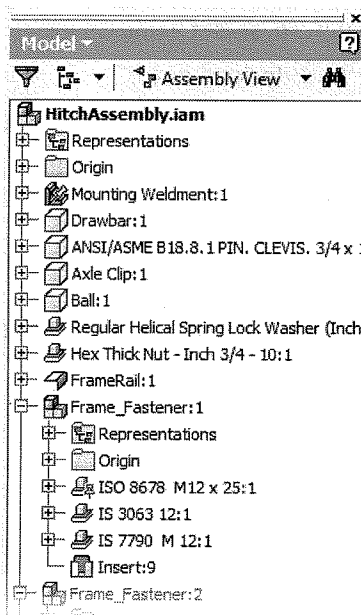 Model
?
Assembly View
HitchAssembly.iam
Representations
Origin
Mounting Weldment:1
Drawbar:1
ANSI/ASME B18.8.1 PIN. CLEVIS. 3/4 x
Axle Clip:1
Ball:1
Regular Helical Spring Lock Washer (Inch
Hex Thick Nut - Inch 3/4 - 10:1
FrameRail:1
Frame_Fastener:1
Representations
Origin
ISO 8678 M12 x 25:1
IS 3063 12:1
IS 7790 M 12:1
Insert:9
Frame_Fastener:2